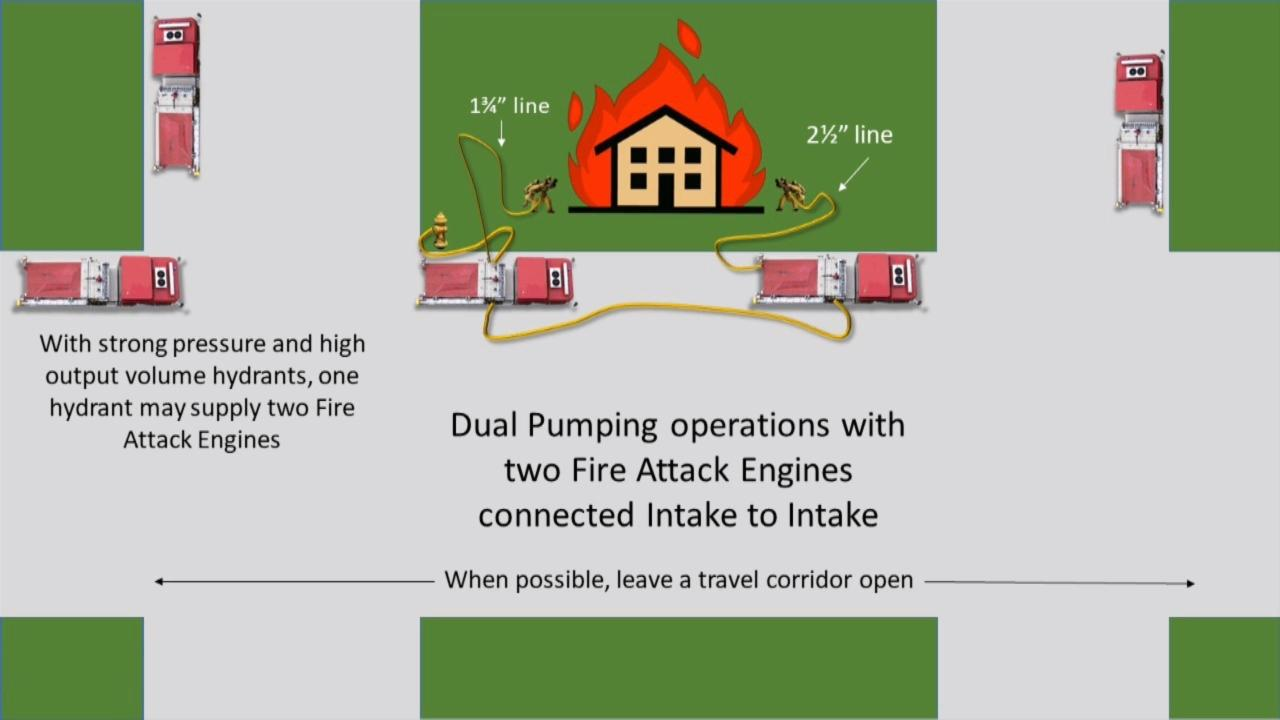 1¾” line
2½” line
With strong pressure and high
output volume hydrants, one
hydrant may supply two Fire
Attack Engines
Dual Pumping operations with
two Fire Attack Engines
connected Intake to Intake
When possible, leave a travel corridor open